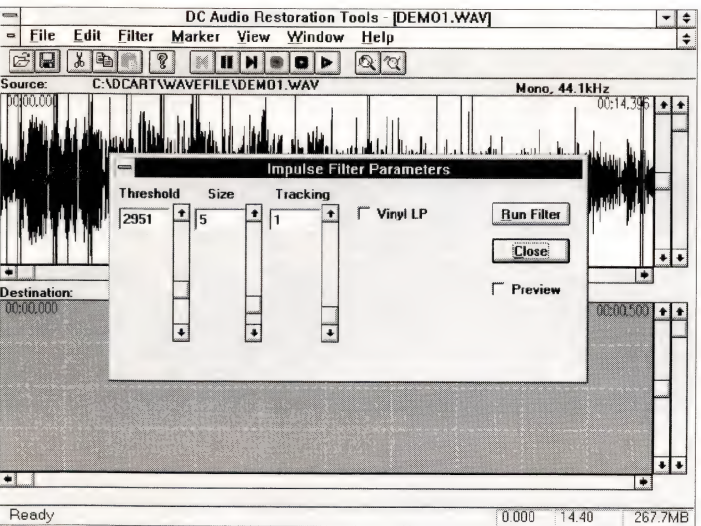 DC Audio Restoration Tools - [DEMO1.WAV]
File Edit Filter Marker View Window Help
Source: C:\DCART\WAVEFILE\DEMO1.WAV Mono, 44.1kHz
00:00.000 00:14.396
Impulse Filter Parameters
Threshold Size Tracking
2951 5 1 Vinyl LP Run Filter
Close
Preview
Destination:
00:00.000 00:00.500
Ready 0.000 14.40 267.7MB